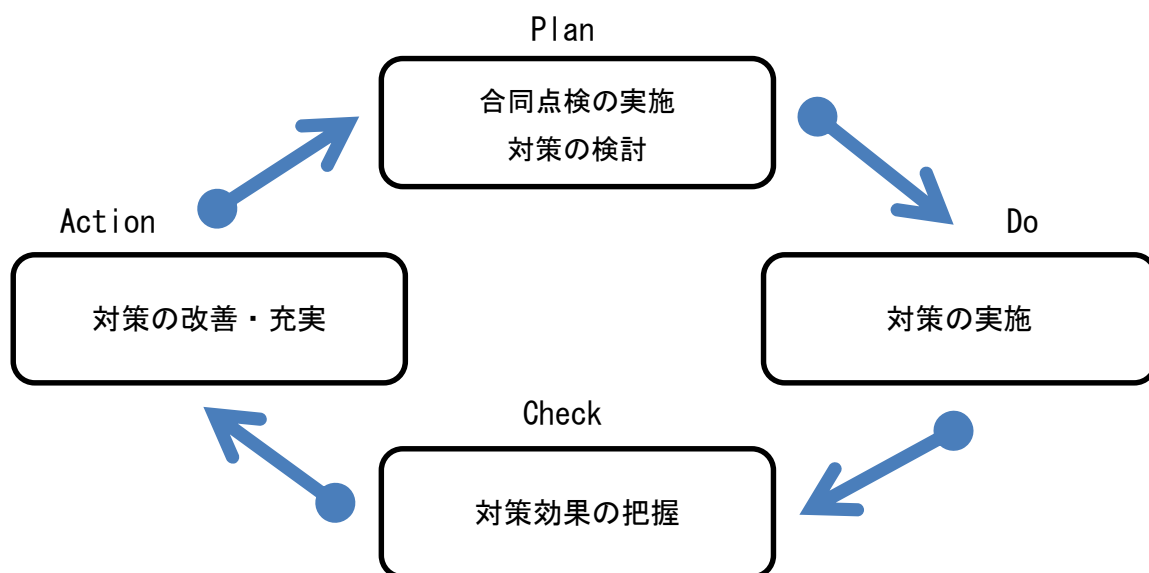 Plan
合同点検の実施
対策の検討
Action
Do
対策の改善・充実
対策の実施
Check
対策効果の把握